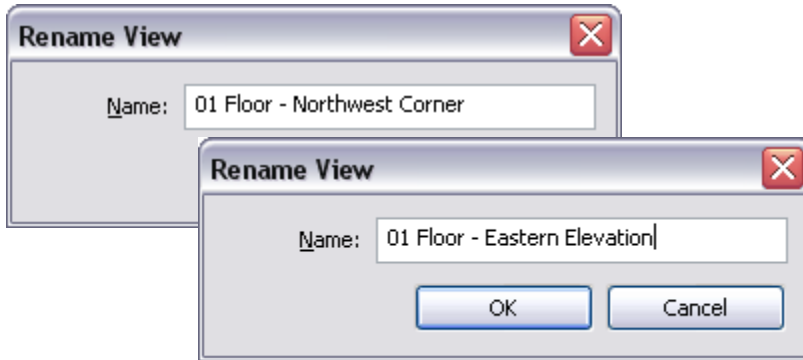 Rename View
Name: 01 Floor - Northwest Corner
Rename View
Name: 01 Floor - Eastern Elevation
OK Cancel